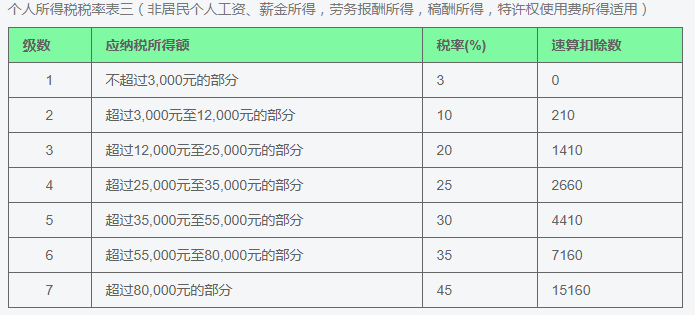 个人所得税税率表三（非居民个人工资、薪金所得，劳务报酬所得，稿酬所得，特许权使用费所得适用）
级数 应纳税所得额 税率(%) 速算扣除数
1 不超过3,000元的部分 3 0
2 超过3,000元至12,000元的部分 10 210
3 超过12,000元至25,000元的部分 20 1410
4 超过25,000元至35,000元的部分 25 2660
5 超过35,000元至55,000元的部分 30 4410
6 超过55,000元至80,000元的部分 35 7160
7 超过80,000元的部分 45 15160